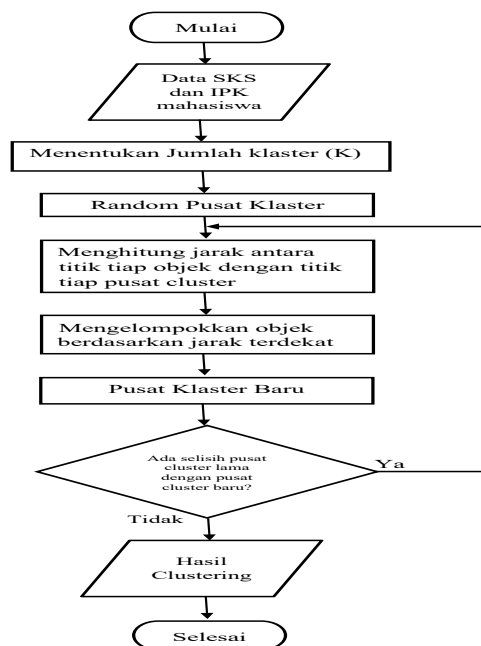 Mulai
Data SKS
dan IPK
mahasiswa
Menentukan Jumlah klaster (K)
Random Pusat Klaster
Menghitung jarak antara
titik tiap objek dengan titik
tiap pusat cluster
Mengelompokkan objek
berdasarkan jarak terdekat
Pusat Klaster Baru
Ada selisih pusat
cluster lama
dengan pusat
cluster baru?
Ya
Tidak
Hasil
Clustering
Selesai